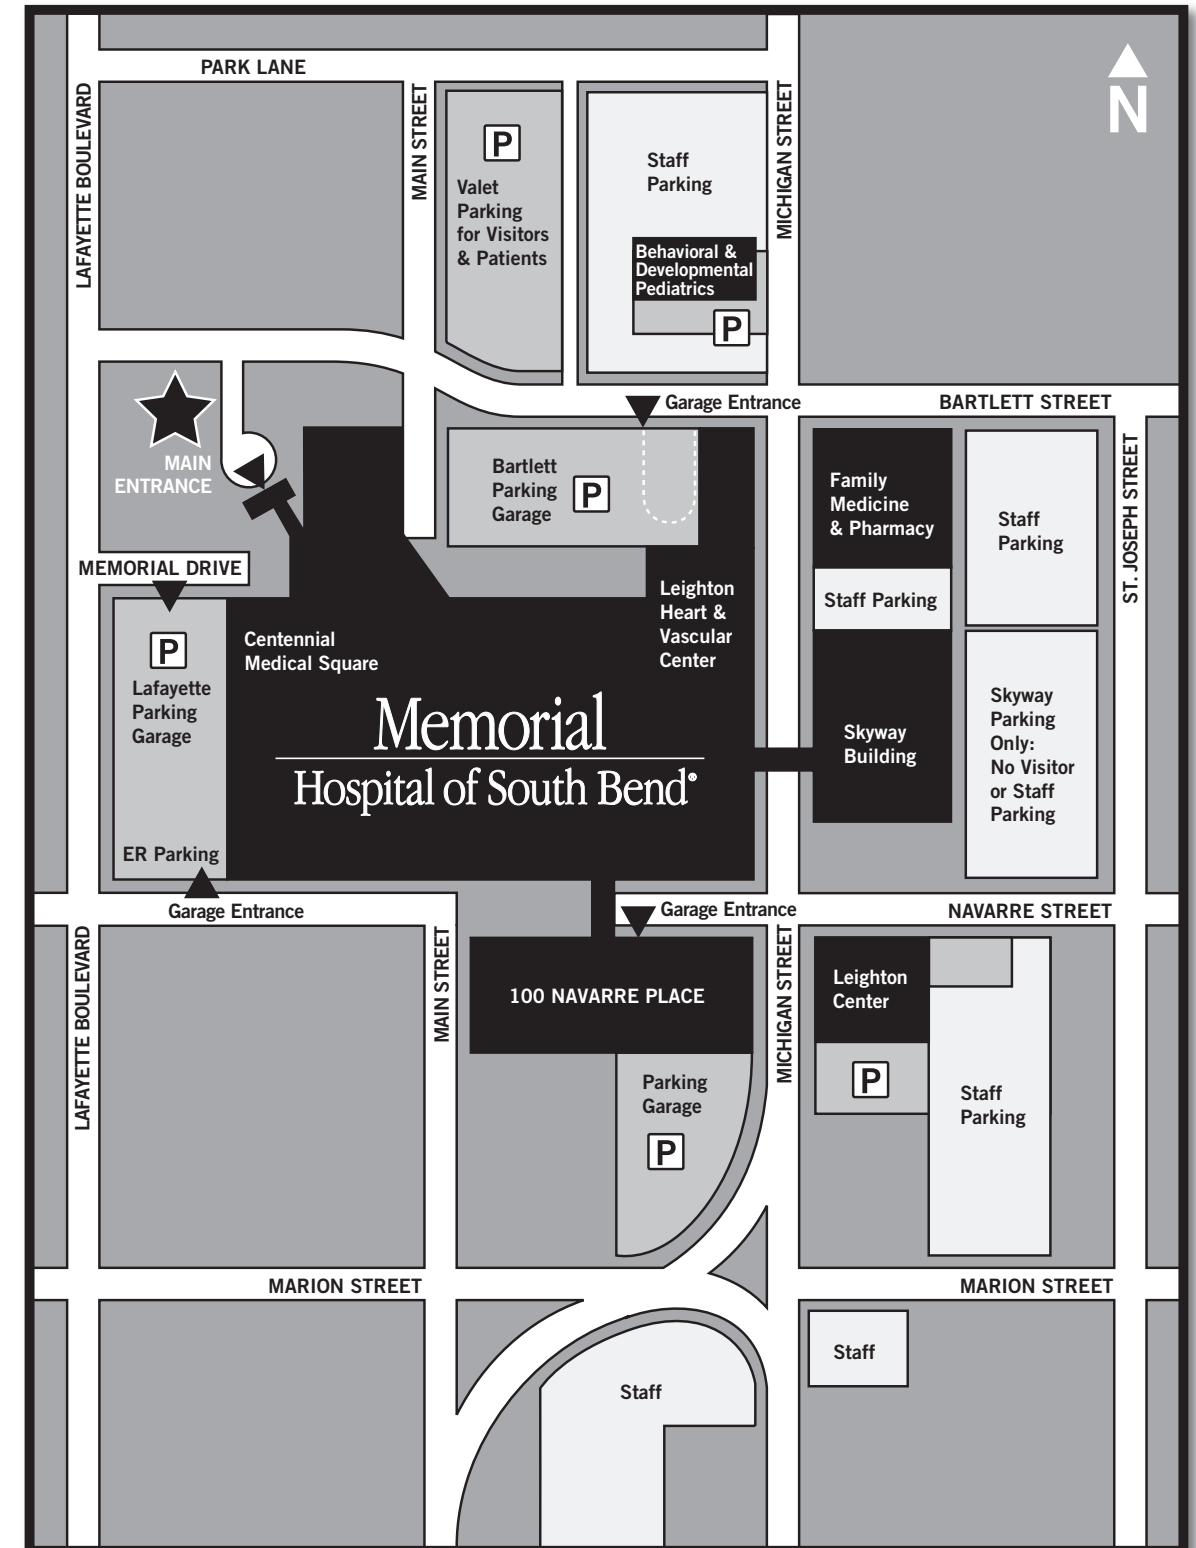 PARK LANE
LAFAYETTE BOULEVARD
MAIN STREET
MICHIGAN STREET
N
P
Valet
Parking
for Visitors
& Patients
Staff
Parking
Behavioral &
Developmental
Pediatrics
P
Garage Entrance
BARTLETT STREET
MAIN
ENTRANCE
Bartlett
Parking
Garage
P
Family
Medicine
& Pharmacy
Staff
Parking
ST. JOSEPH STREET
MEMORIAL DRIVE
Leighton
Heart &
Vascular
Center
Staff Parking
P
Lafayette
Parking
Garage
Centennial
Medical Square
Memorial
Hospital of South Bend®
Skyway
Building
Skyway
Parking
Only:
No Visitor
or Staff
Parking
ER Parking
Garage Entrance
Garage Entrance
NAVARRE STREET
LAFAYETTE BOULEVARD
MAIN STREET
100 NAVARRE PLACE
MICHIGAN STREET
Leighton
Center
P
Parking
Garage
P
Staff
Parking
MARION STREET
MARION STREET
Staff
Staff